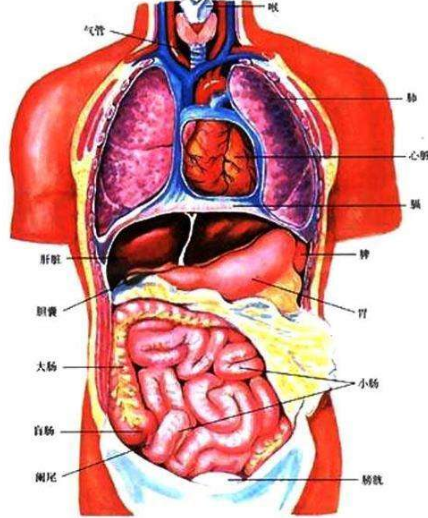 喉
气管
肺
心脏
膈
肝脏
脾
胆囊
胃
大肠
小肠
盲肠
阑尾
膀胱